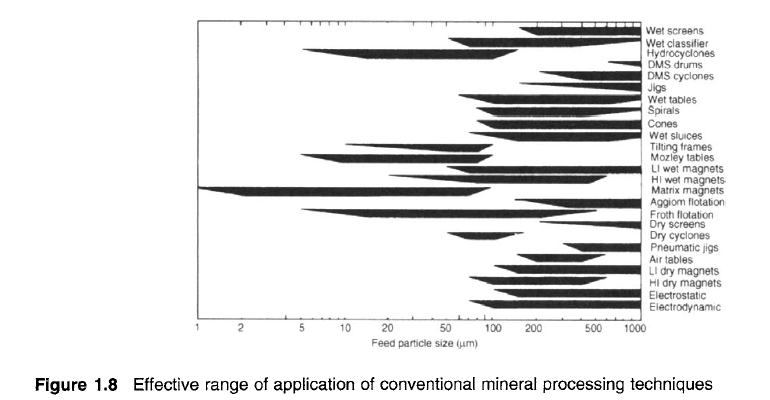 Wet screens
Wet classifier
Hydrocyclones
DMS drums
DMS cyclones
Jigs
Wet tables
Spirals
Cones
Wet sluices
Tilting frames
Mozley tables
LI wet magnets
HI wet magnets
Matrix magnets
Agglom flotation
Froth flotation
Dry screens
Dry cyclones
Pneumatic jigs
Air tables
LI dry magnets
HI dry magnets
Electrostatic
Electrodynamic
1 2 5 10 20 50 100 200 500 1000
Feed particle size (μm)
Figure 1.8 Effective range of application of conventional mineral processing techniques